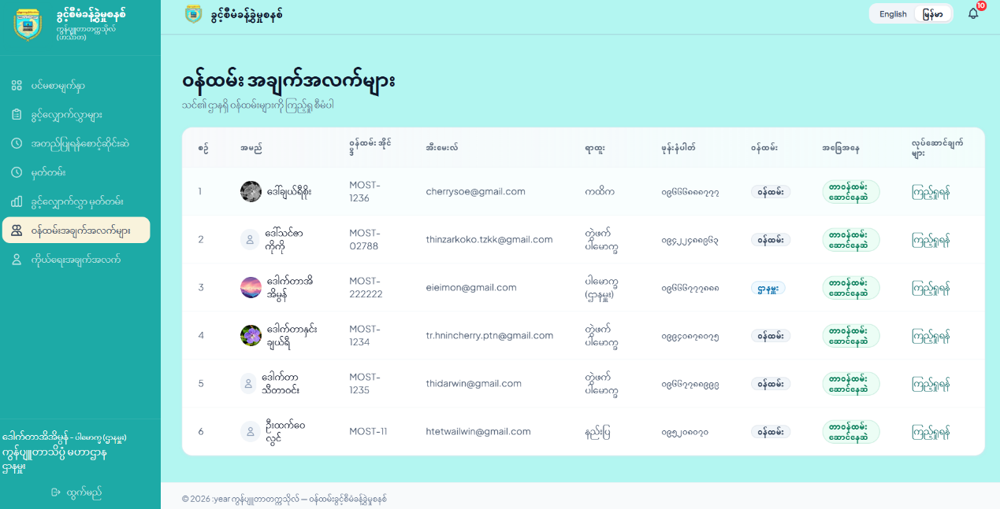 ခွင့်စီမံခန့်ခွဲမှုစနစ်
ကွန်ပျူတာတက္ကသိုလ်
(ဟင်္သာတ)
ပင်မစာမျက်နှာ
ခွင့်လျှောက်လွှာများ
အတည်ပြုရန်စောင့်ဆိုင်းဆဲ
မှတ်တမ်း
ခွင့်လျှောက်လွှာ မှတ်တမ်း
ဝန်ထမ်းအချက်အလက်များ
ကိုယ်ရေးအချက်အလက်
ဒေါက်တာအိအိမွန် - ပါမောက္ခ (ဌာနမှူး)
ကွန်ပျူတာသိပ္ပံ မဟာဌာန
ဌာနမှူး
ထွက်မည်
ခွင့်စီမံခန့်ခွဲမှုစနစ်
English မြန်မာ 10
ဝန်ထမ်း အချက်အလက်များ
သင်၏ ဌာနရှိ ဝန်ထမ်းများကို ကြည့်ရှု စီမံပါ
စဉ် အမည် ဝန်ထမ်း အိုင် အီးမေးလ် ရာထူး ဖုန်းနံပါတ် ဝန်ထမ်း အခြေအနေ လုပ်ဆောင်ချက်
ဒ္ဒီ များ
1 ဒေါ်ချယ်ရီစိုး MOST- cherrysoe@gmail.com ကထိက ၀၉၆၆၆၈၈၈၇၇၇ ဝန်ထမ်း တာဝန်ထမ်း ကြည့်ရှုရန်
1236 ဆောင်နေဆဲ
2 ဒေါ်သင်ဇာ MOST- thinzarkoko.tzkk@gmail.com တွဲဖက် ၀၉၄၂၂၄၈၈၉၆၃ ဝန်ထမ်း တာဝန်ထမ်း ကြည့်ရှုရန်
ကိုကို 02788 ပါမောက္ခ ဆောင်နေဆဲ
3 ဒေါက်တာအိ MOST- eieimon@gmail.com ပါမောက္ခ ၀၉၆၆၆၇၇၇၈၈၈ ဌာနမှူး တာဝန်ထမ်း ကြည့်ရှုရန်
အိမွန် 222222 (ဌာနမှူး) ဆောင်နေဆဲ
4 ဒေါက်တာနှင်း MOST- tr.hnincherry.ptn@gmail.com တွဲဖက် ၀၉၉၄၀၈၇၈၀၇၅ ဝန်ထမ်း တာဝန်ထမ်း ကြည့်ရှုရန်
ချယ်ရီ 1234 ပါမောက္ခ ဆောင်နေဆဲ
5 ဒေါက်တာ MOST- thidarwin@gmail.com တွဲဖက် ၀၉၆၆၇၇၈၈၉၉၉ ဝန်ထမ်း တာဝန်ထမ်း ကြည့်ရှုရန်
သီတာဝင်း 1235 ပါမောက္ခ ဆောင်နေဆဲ
6 ဦးထက်ဝေ MOST-11 htetwailwin@gmail.com နည်းပြ ၀၉၅၂၀၈၀၇၀ ဝန်ထမ်း တာဝန်ထမ်း ကြည့်ရှုရန်
လွင် ဆောင်နေဆဲ
© 2026 :year ကွန်ပျူတာတက္ကသိုလ် — ဝန်ထမ်းခွင့်စီမံခန့်ခွဲမှုစနစ်